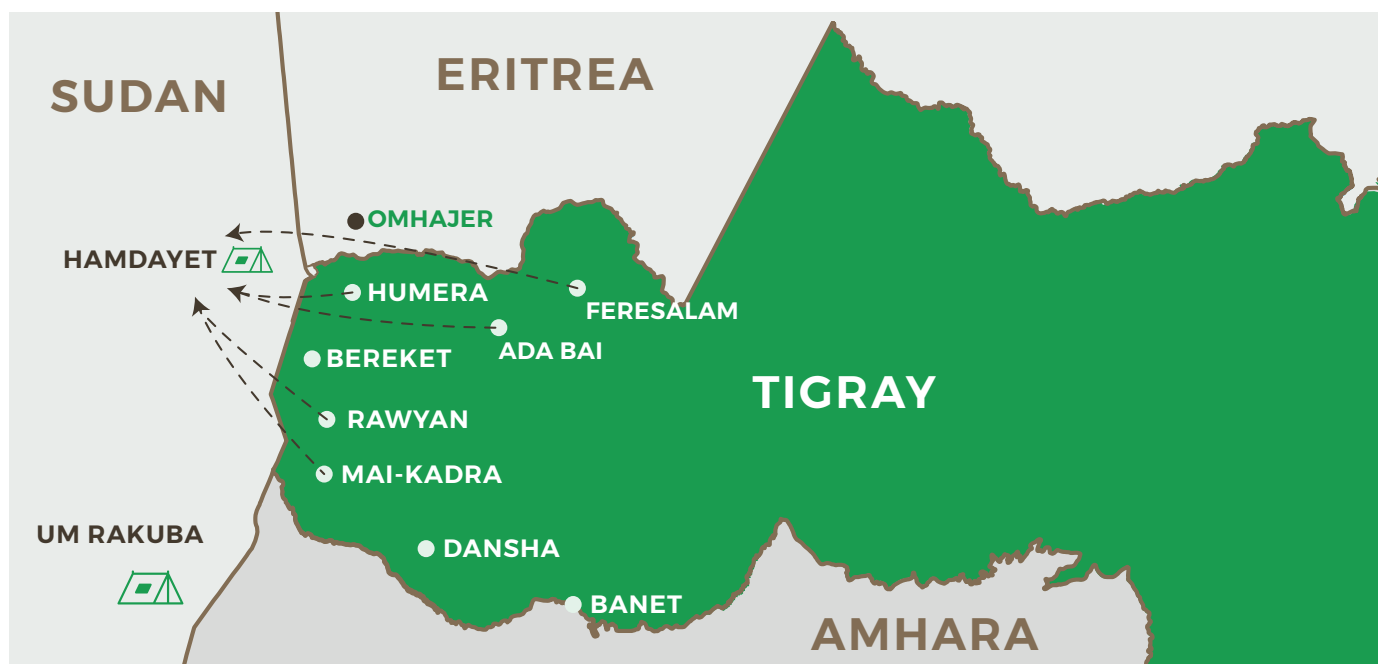 ERITREA
SUDAN
OMHAJER
HAMDAYET
HUMERA
FERESALAM
ADA BAI
BEREKET
TIGRAY
RAWYAN
MAI-KADRA
UM RAKUBA
DANSHA
BANET
AMHARA